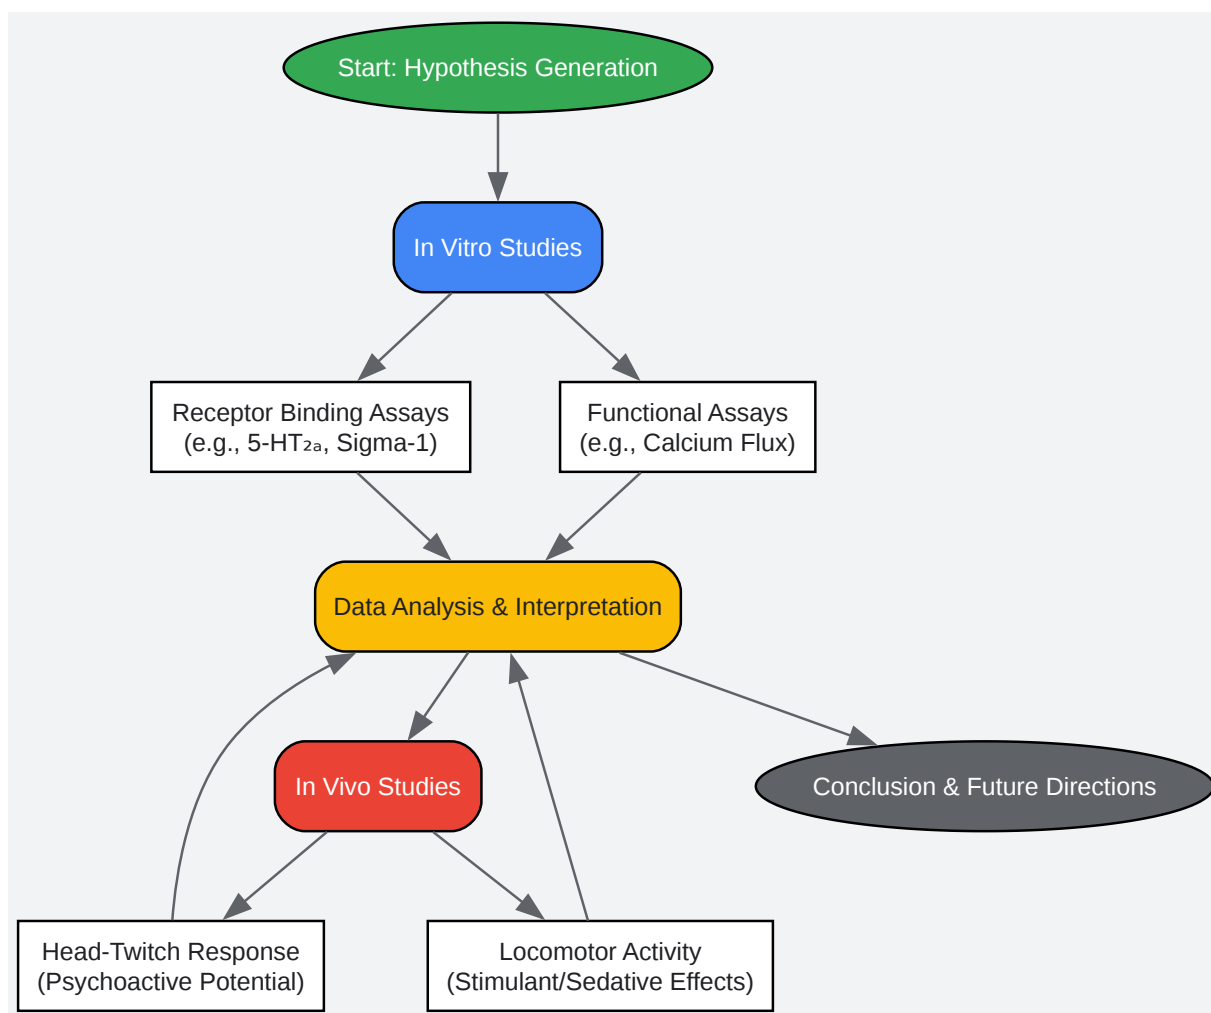 Start: Hypothesis Generation
In Vitro Studies
Receptor Binding Assays
(e.g., 5-HT₂ₐ, Sigma-1)
Functional Assays
(e.g., Calcium Flux)
Data Analysis & Interpretation
In Vivo Studies
Conclusion & Future Directions
Head-Twitch Response
(Psychoactive Potential)
Locomotor Activity
(Stimulant/Sedative Effects)